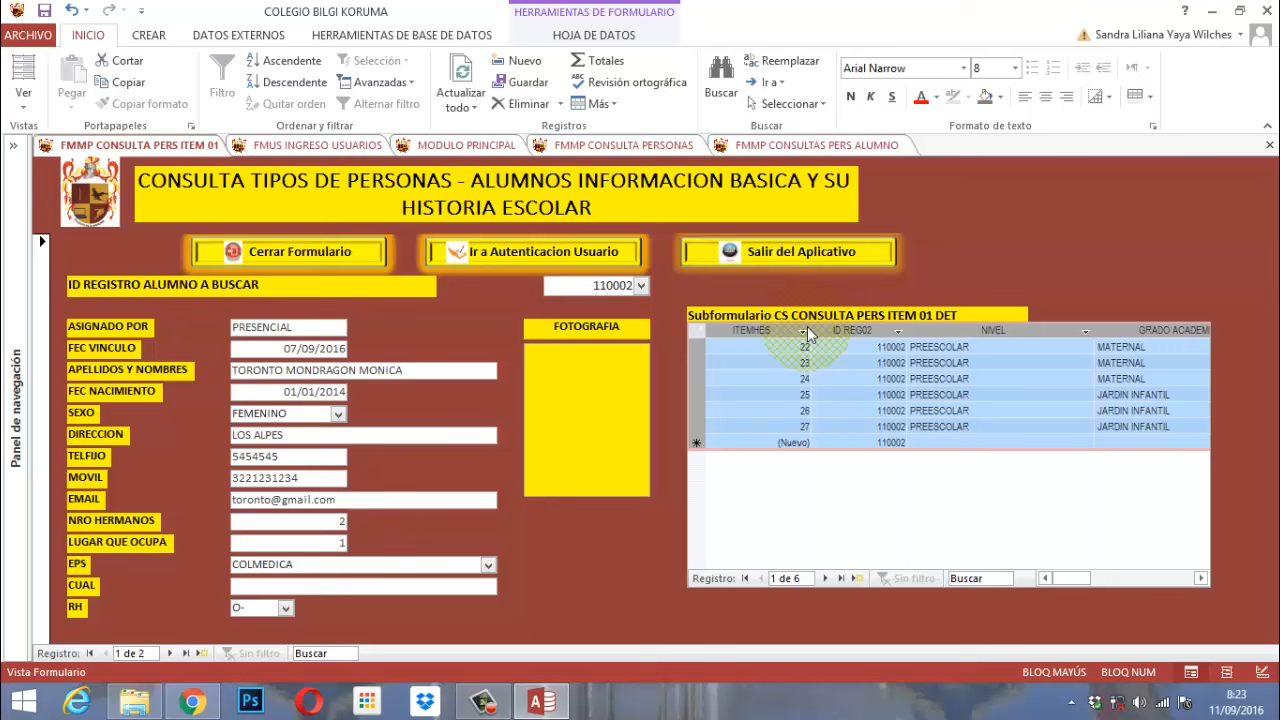 COLEGIO BILGI KORUMA
HERRAMIENTAS DE FORMULARIO
?
ARCHIVO INICIO CREAR DATOS EXTERNOS HERRAMIENTAS DE BASE DE DATOS HOJA DE DATOS
Sandra Liliana Yaya Wilches
Ver
Pegar
Cortar
Copiar
Copiar formato
Filtro
Ascendente
Descendente
Quitar orden
Selección
Avanzadas
Alternar filtro
Actualizar todo
Nuevo
Guardar
Eliminar
Totales
Revisión ortográfica
Más
Buscar
Reemplazar
Ir a
Seleccionar
Arial Narrow 8
N K S A
Vistas Portapapeles Ordenar y filtrar Registros Buscar Formato de texto
FMMP CONSULTA PERS ITEM 01 FMUS INGRESO USUARIOS MODULO PRINCIPAL FMMP CONSULTA PERSONAS FMMP CONSULTAS PERS ALUMNO
Panel de navegación
CONSULTA TIPOS DE PERSONAS - ALUMNOS INFORMACION BASICA Y SU
HISTORIA ESCOLAR
Cerrar Formulario Ir a Autenticacion Usuario Salir del Aplicativo
ID REGISTRO ALUMNO A BUSCAR 110002
ASIGNADO POR PRESENCIAL
FEC VINCULO 07/09/2016
APELLIDOS Y NOMBRES TORONTO MONDRAGON MONICA
FEC NACIMIENTO 01/01/2014
SEXO FEMENINO
DIRECCION LOS ALPES
TELFIJO 5454545
MOVIL 3221231234
EMAIL toronto@gmail.com
NRO HERMANOS 2
LUGAR QUE OCUPA 1
EPS COLMEDICA
CUAL
RH O-
FOTOGRAFIA
Subformulario CS CONSULTA PERS ITEM 01 DET
ITEMHES ID REG02 NIVEL GRADO ACADEM
22 110002 PREESCOLAR MATERNAL
23 110002 PREESCOLAR MATERNAL
24 110002 PREESCOLAR MATERNAL
25 110002 PREESCOLAR JARDIN INFANTIL
26 110002 PREESCOLAR JARDIN INFANTIL
27 110002 PREESCOLAR JARDIN INFANTIL
(Nuevo) 110002
Registro: 1 de 6 Sin filtro Buscar
Registro: 1 de 2 Sin filtro Buscar
Vista Formulario BLOQ MAYÚS BLOQ NUM
Ps
8:23
11/09/2016